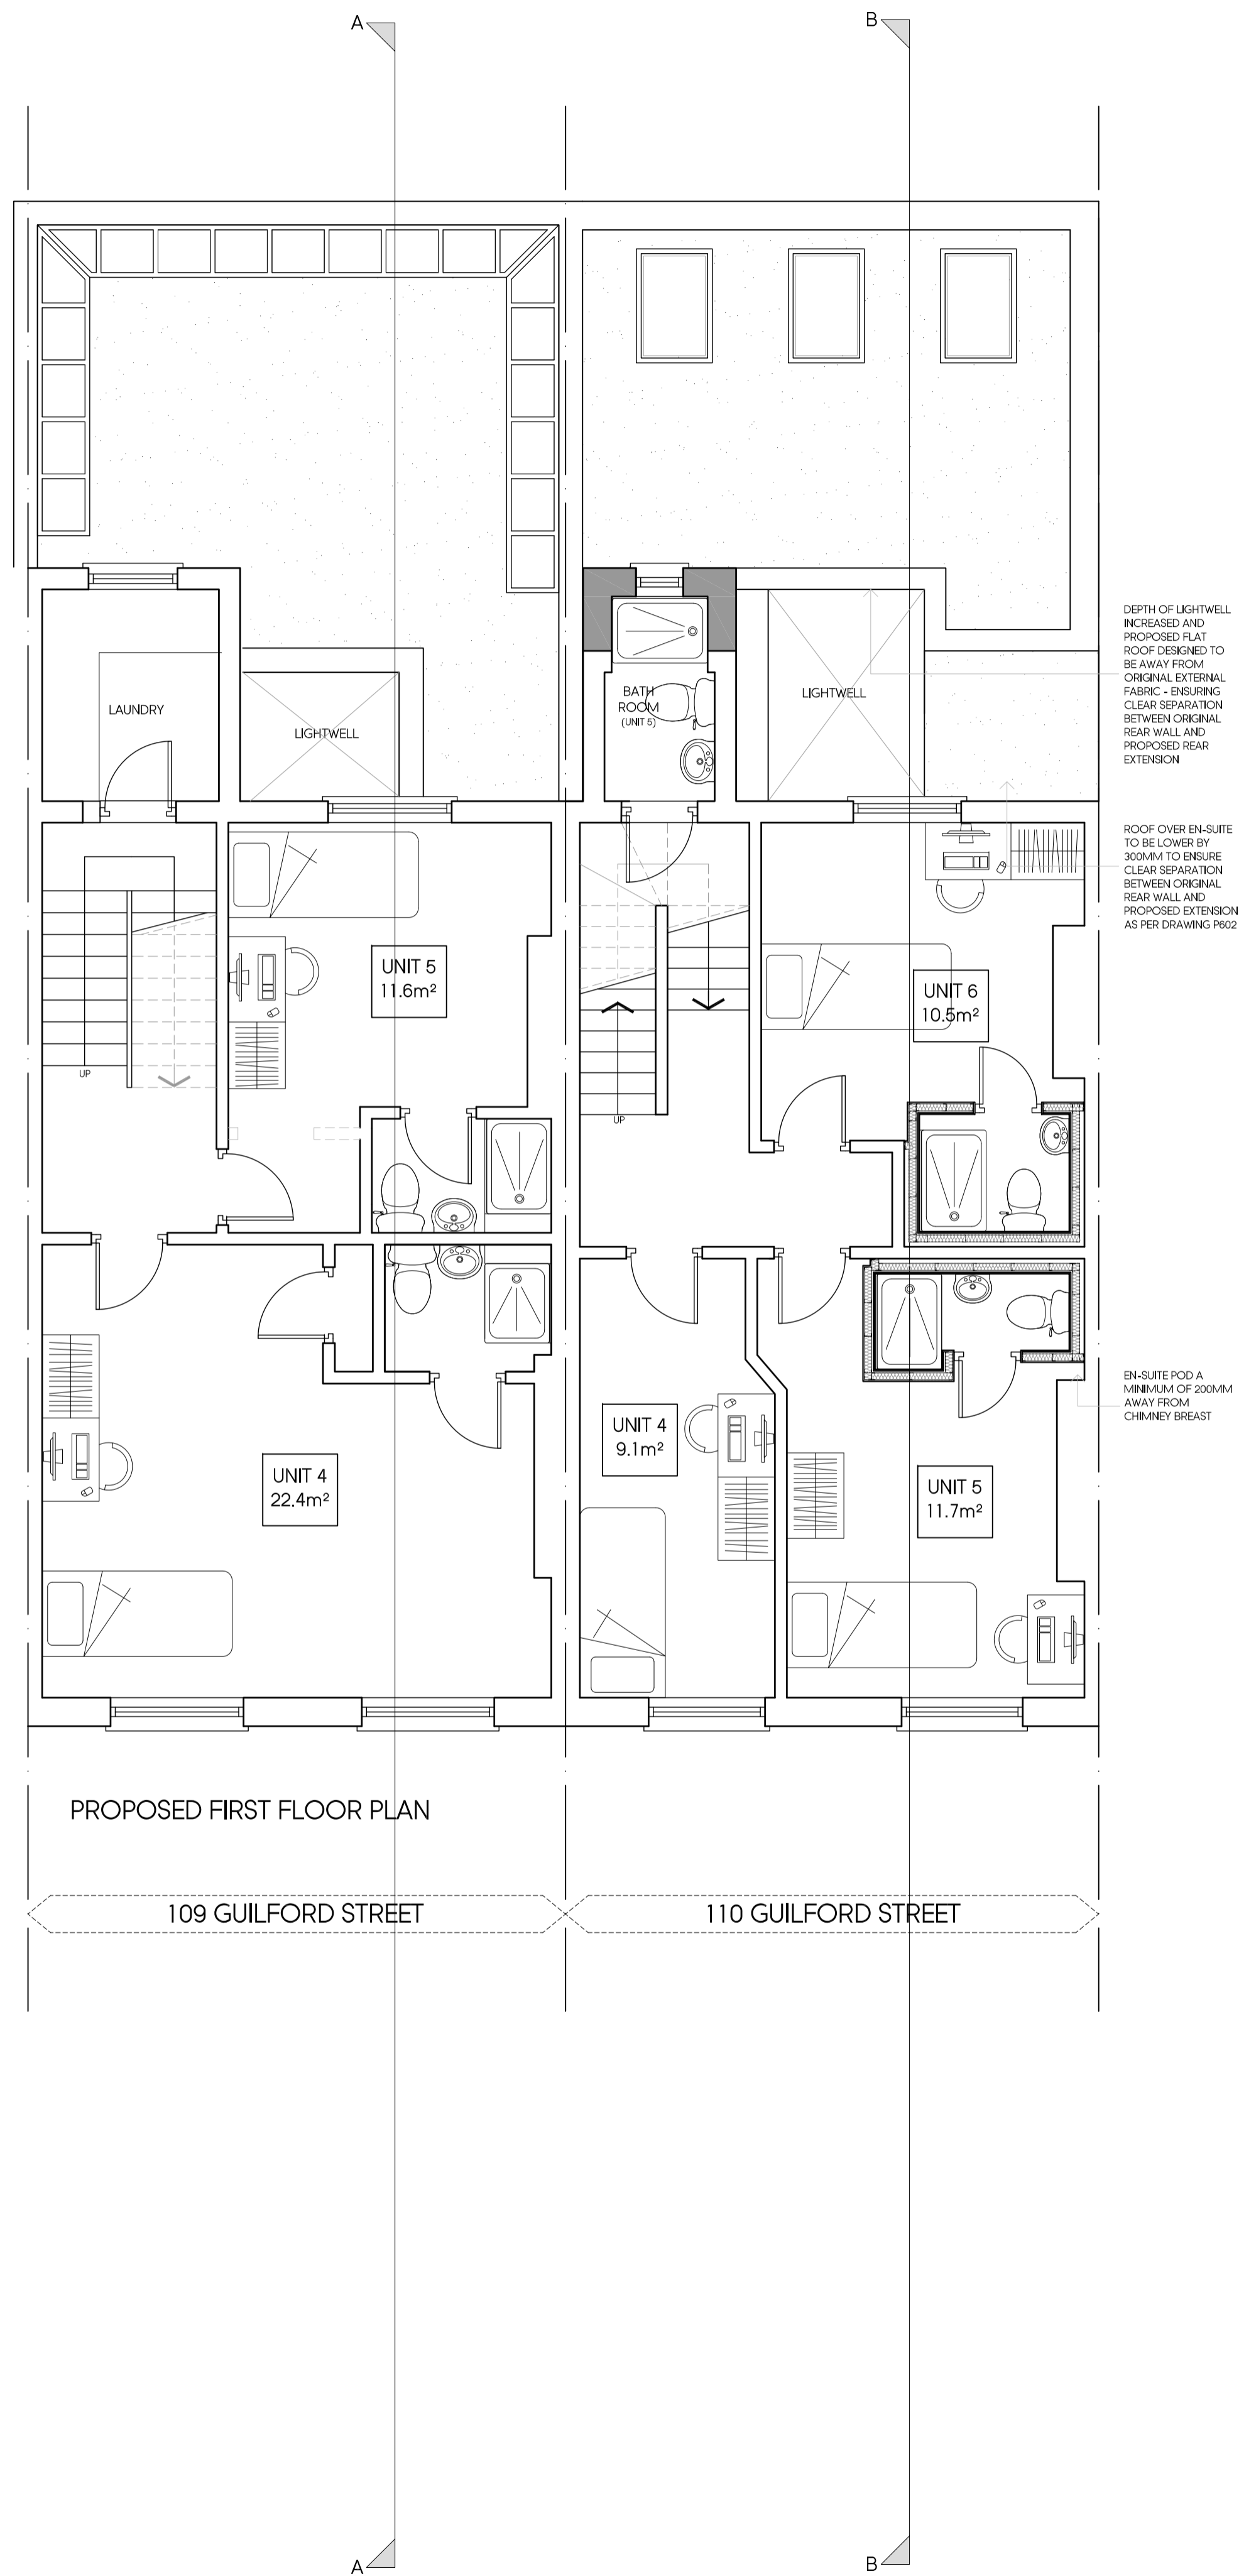 A
B
DEPTH OF LIGHTWELL
INCREASED AND
PROPOSED FLAT
ROOF DESIGNED TO
BE AWAY FROM
ORIGINAL EXTERNAL
FABRIC - ENSURING
CLEAR SEPARATION
BETWEEN ORIGINAL
REAR WALL AND
PROPOSED REAR
EXTENSION
LAUNDRY
LIGHTWELL
BATH
ROOM
(UNIT 5)
LIGHTWELL
ROOF OVER EN-SUITE
TO BE LOWER BY
300MM TO ENSURE
CLEAR SEPARATION
BETWEEN ORIGINAL
REAR WALL AND
PROPOSED EXTENSION
AS PER DRAWING P602
UNIT 5
11.6m²
UNIT 6
10.5m²
UP
UP
EN-SUITE POD A
MINIMUM OF 200MM
AWAY FROM
CHIMNEY BREAST
UNIT 4
22.4m²
UNIT 4
9.1m²
UNIT 5
11.7m²
PROPOSED FIRST FLOOR PLAN
109 GUILFORD STREET
110 GUILFORD STREET
A
B